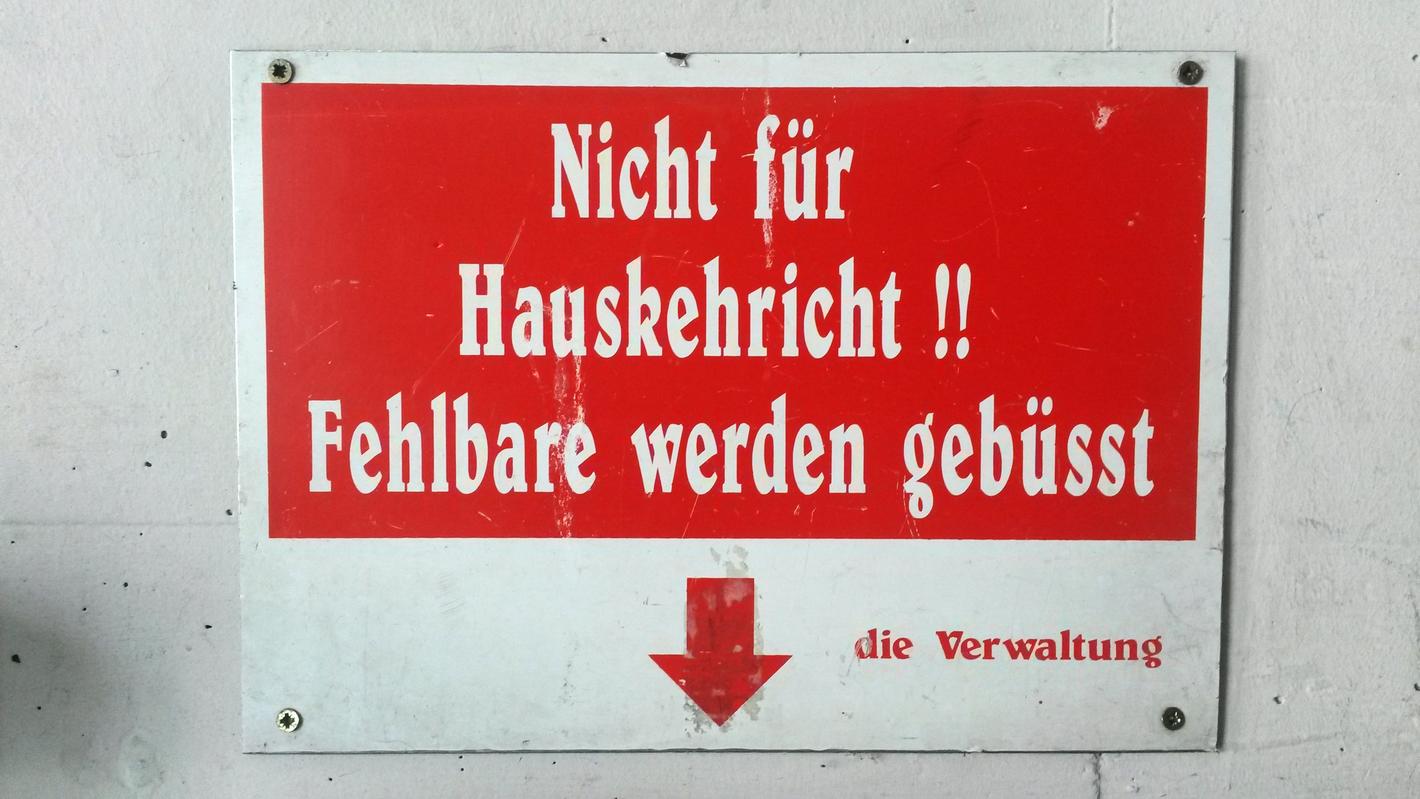 Nicht für
Hauskehricht !!
Fehlbare werden gebüsst
die Verwaltung